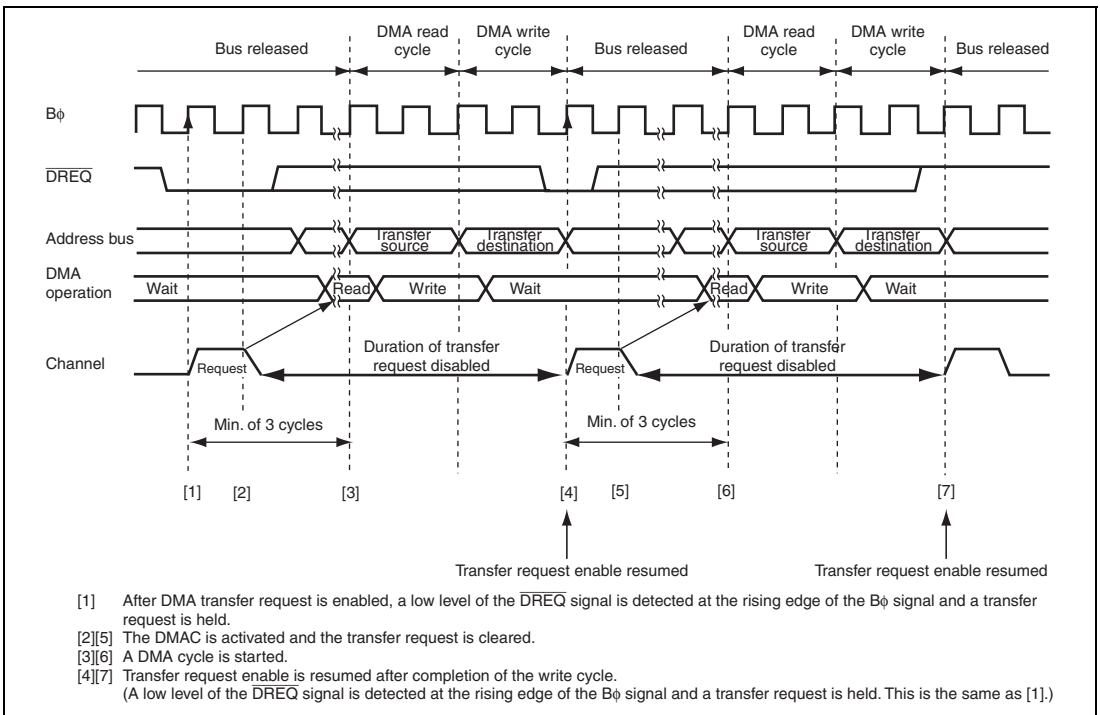 Bus released
DMA read cycle
DMA write cycle
Bus released
DMA read cycle
DMA write cycle
Bus released
Bφ
DREQ
Address bus
Transfer source
Transfer destination
Transfer source
Transfer destination
DMA operation
Wait
Read
Write
Wait
Read
Write
Wait
Channel
Request
Duration of transfer request disabled
Request
Duration of transfer request disabled
Min. of 3 cycles
Min. of 3 cycles
[1] [2] [3] [4] [5] [6] [7]
Transfer request enable resumed
Transfer request enable resumed
[1] After DMA transfer request is enabled, a low level of the DREQ signal is detected at the rising edge of the Bφ signal and a transfer
request is held.
[2][5] The DMAC is activated and the transfer request is cleared.
[3][6] A DMA cycle is started.
[4][7] Transfer request enable is resumed after completion of the write cycle.
(A low level of the DREQ signal is detected at the rising edge of the Bφ signal and a transfer request is held. This is the same as [1].)